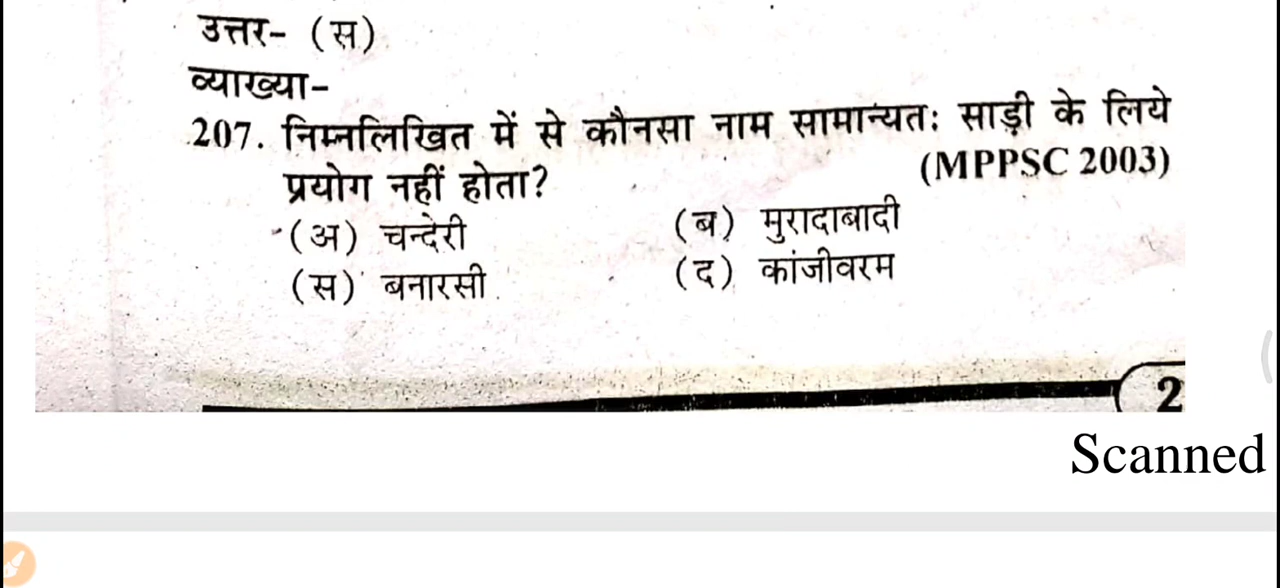 उत्तर- (स)
व्याख्या-
207. निम्नलिखित में से कौनसा नाम सामान्यतः साड़ी के लिये
प्रयोग नहीं होता? (MPPSC 2003)
(अ) चन्देरी (ब) मुरादाबादी
(स) बनारसी (द) कांजीवरम
2
Scanned